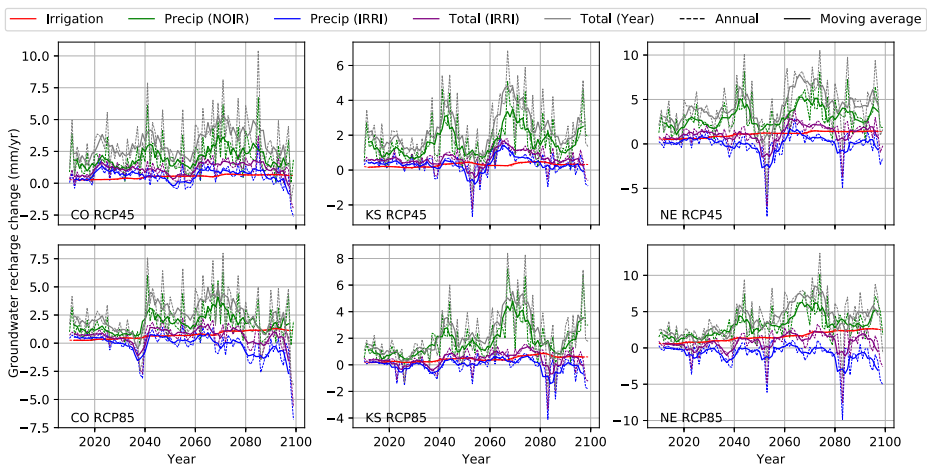 Irrigation Precip (NOIR) Precip (IRRI) Total (IRRI) Total (Year) Annual Moving average
Groundwater recharge change (mm/yr)
10.0
7.5
5.0
2.5
0.0
−2.5
CO RCP45
6
4
2
0
−2
KS RCP45
10
5
0
−5
NE RCP45
7.5
5.0
2.5
0.0
−2.5
−5.0
−7.5
CO RCP85
2020 2040 2060 2080 2100
Year
8
6
4
2
0
−2
−4
KS RCP85
2020 2040 2060 2080 2100
Year
10
5
0
−5
−10
NE RCP85
2020 2040 2060 2080 2100
Year